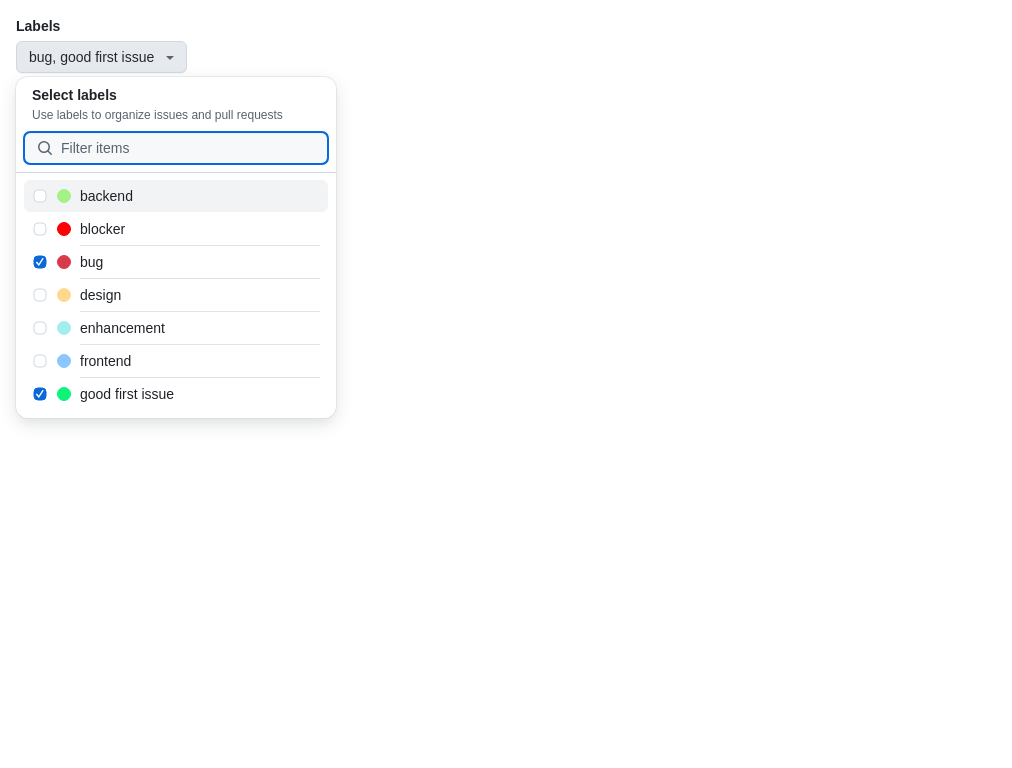 Labels
bug, good first issue
Select labels
Use labels to organize issues and pull requests
Filter items
backend
blocker
bug
design
enhancement
frontend
good first issue